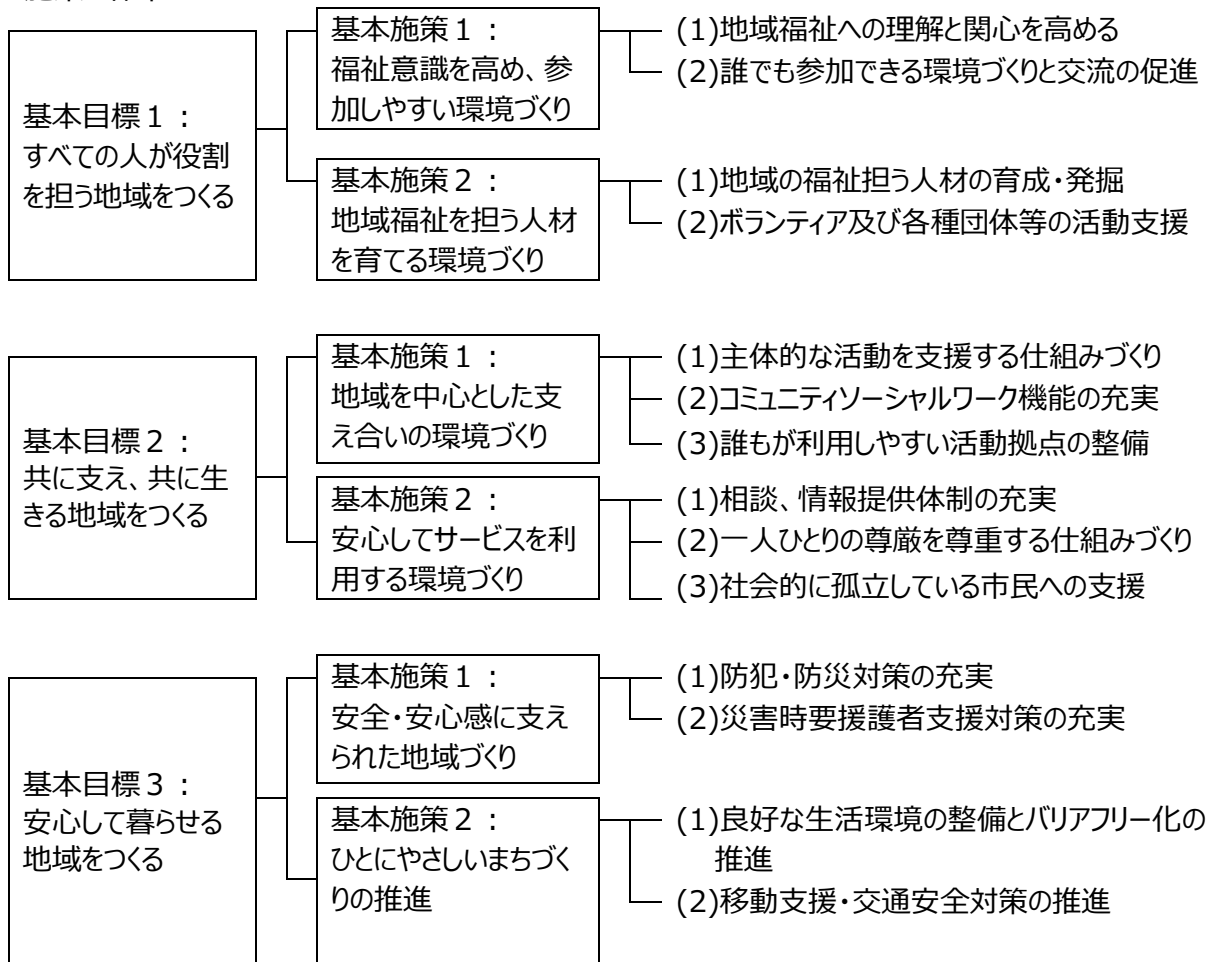 基本目標１：
すべての人が役割
を担う地域をつくる
基本施策１：
福祉意識を高め、参
加しやすい環境づくり
(1)地域福祉への理解と関心を高める
(2)誰でも参加できる環境づくりと交流の促進
基本施策２：
地域福祉を担う人材
を育てる環境づくり
(1)地域の福祉担う人材の育成・発掘
(2)ボランティア及び各種団体等の活動支援
基本目標２：
共に支え、共に生
きる地域をつくる
基本施策１：
地域を中心とした支
え合いの環境づくり
(1)主体的な活動を支援する仕組みづくり
(2)コミュニティソーシャルワーク機能の充実
(3)誰もが利用しやすい活動拠点の整備
基本施策２：
安心してサービスを利
用する環境づくり
(1)相談、情報提供体制の充実
(2)一人ひとりの尊厳を尊重する仕組みづくり
(3)社会的に孤立している市民への支援
基本目標３：
安心して暮らせる
地域をつくる
基本施策１：
安全・安心感に支え
られた地域づくり
(1)防犯・防災対策の充実
(2)災害時要援護者支援対策の充実
基本施策２：
ひとにやさしいまちづく
りの推進
(1)良好な生活環境の整備とバリアフリー化の
推進
(2)移動支援・交通安全対策の推進